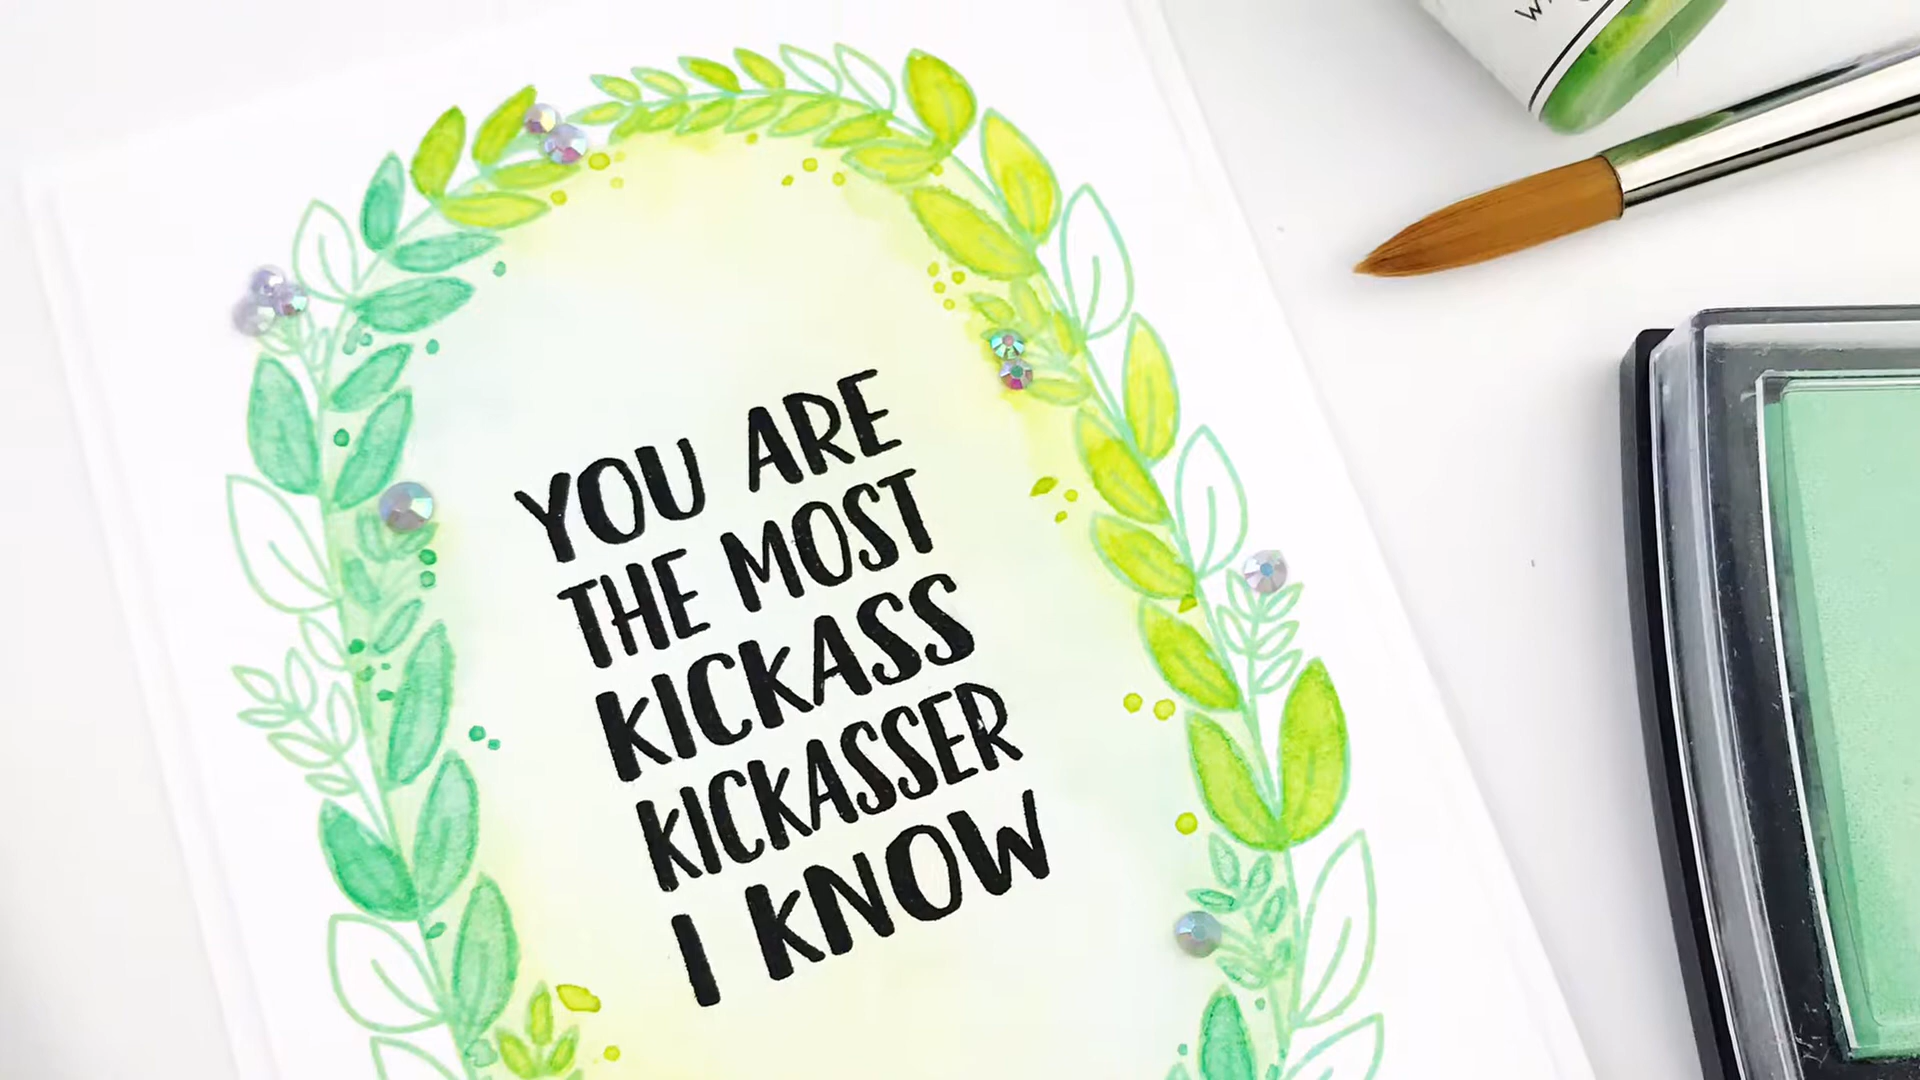 YOU ARE
THE MOST
KICKASS
KICKASSER
I KNOW